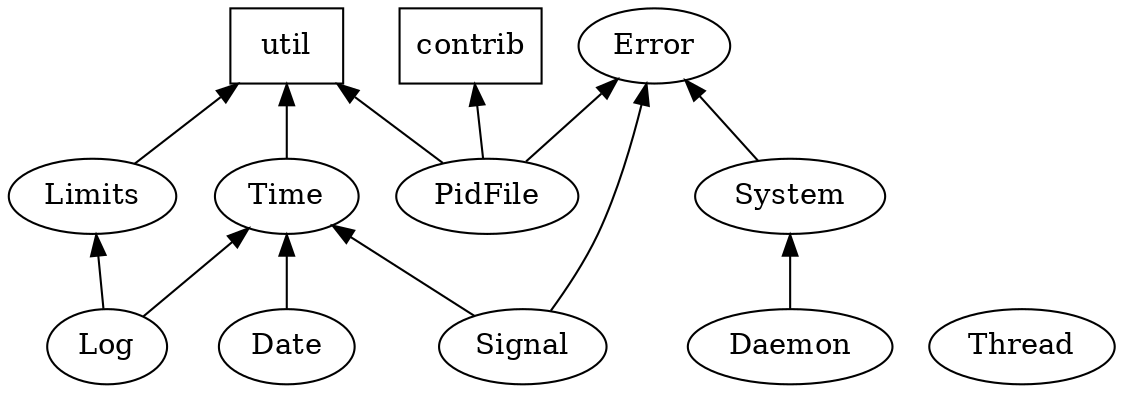 util
contrib
Error
Limits
Time
PidFile
System
Log
Date
Signal
Daemon
Thread